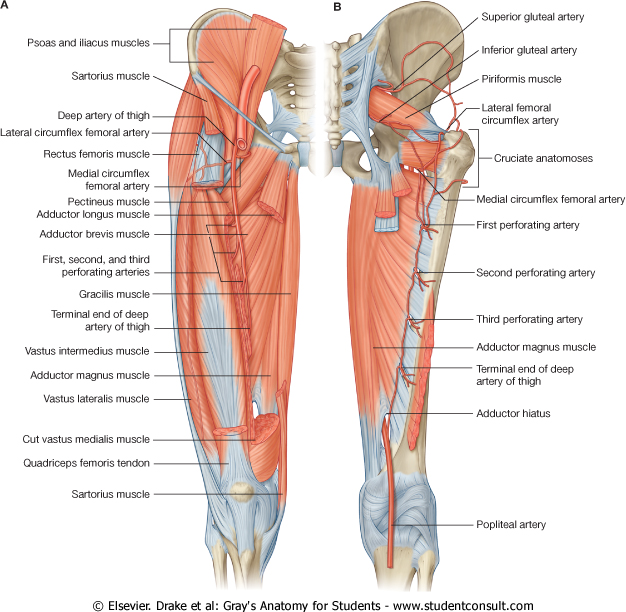 A
Psoas and iliacus muscles
Sartorius muscle
Deep artery of thigh
Lateral circumflex femoral artery
Rectus femoris muscle
Medial circumflex
femoral artery
Pectineus muscle
Adductor longus muscle
Adductor brevis muscle
First, second, and third
perforating arteries
Gracilis muscle
Terminal end of deep
artery of thigh
Vastus intermedius muscle
Adductor magnus muscle
Vastus lateralis muscle
Cut vastus medialis muscle
Quadriceps femoris tendon
Sartorius muscle
B
Superior gluteal artery
Inferior gluteal artery
Piriformis muscle
Lateral femoral
circumflex artery
Cruciate anatomoses
Medial circumflex femoral artery
First perforating artery
Second perforating artery
Third perforating artery
Adductor magnus muscle
Terminal end of deep
artery of thigh
Adductor hiatus
Popliteal artery
© Elsevier. Drake et al: Gray's Anatomy for Students - www.studentconsult.com